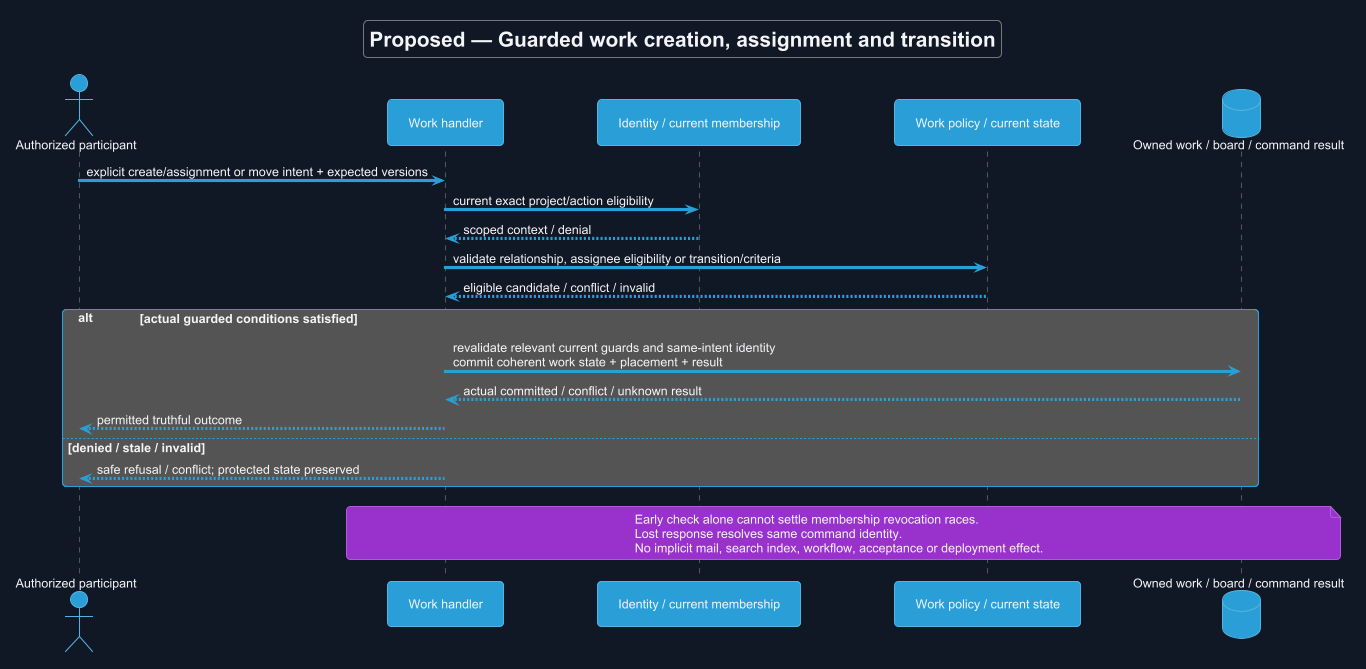 Proposed — Guarded work creation, assignment and transition
Authorized participant
Work handler
Identity / current membership
Work policy / current state
Owned work / board / command result
explicit create/assignment or move intent + expected versions
current exact project/action eligibility
scoped context / denial
validate relationship, assignee eligibility or transition/criteria
eligible candidate / conflict / invalid
alt [actual guarded conditions satisfied]
revalidate relevant current guards and same-intent identity
commit coherent work state + placement + result
actual committed / conflict / unknown result
permitted truthful outcome
[denied / stale / invalid]
safe refusal / conflict; protected state preserved
Early check alone cannot settle membership revocation races.
Lost response resolves same command identity.
No implicit mail, search index, workflow, acceptance or deployment effect.
Authorized participant
Work handler
Identity / current membership
Work policy / current state
Owned work / board / command result